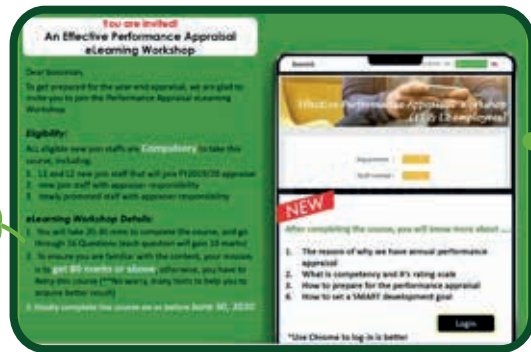 You are invited!
An Effective Performance Appraisal
eLearning Workshop
To get prepared for the year end appraisal, we are glad to
invite you to join the Performance Appraisal eLearning
Workshop
Eligibility:
ALL eligible new join staff are Compulsory to take this
course, including,
1. L1 and L2 new join staff that will join FY2019/20 appraisal
2. new join staff with appraiser responsibility
3. newly promoted staff with appraiser responsibility
eLearning Workshop Details:
1. You will take 20-30 mins to complete the course, and go
through 16 Questions (each question will gain 10 marks)
2. To ensure you are familiar with the content, your mission
is to get 80 marks or above, otherwise, you have to
Retry this course (**No worry, many hints to help you to
acquire better result)
3. Kindly complete the course on or before June 30, 2020
Effective Performance Appraisal
(L1 & L2 employees)
Department :
NEW
After completing the course, you will know more about ....
1. The reason of why we have annual performance
appraisal
2. What is competency and it's rating scale
3. How to prepare for the performance appraisal
4. How to set a SMART development goal
Login
*Use Chrome to log-in is better